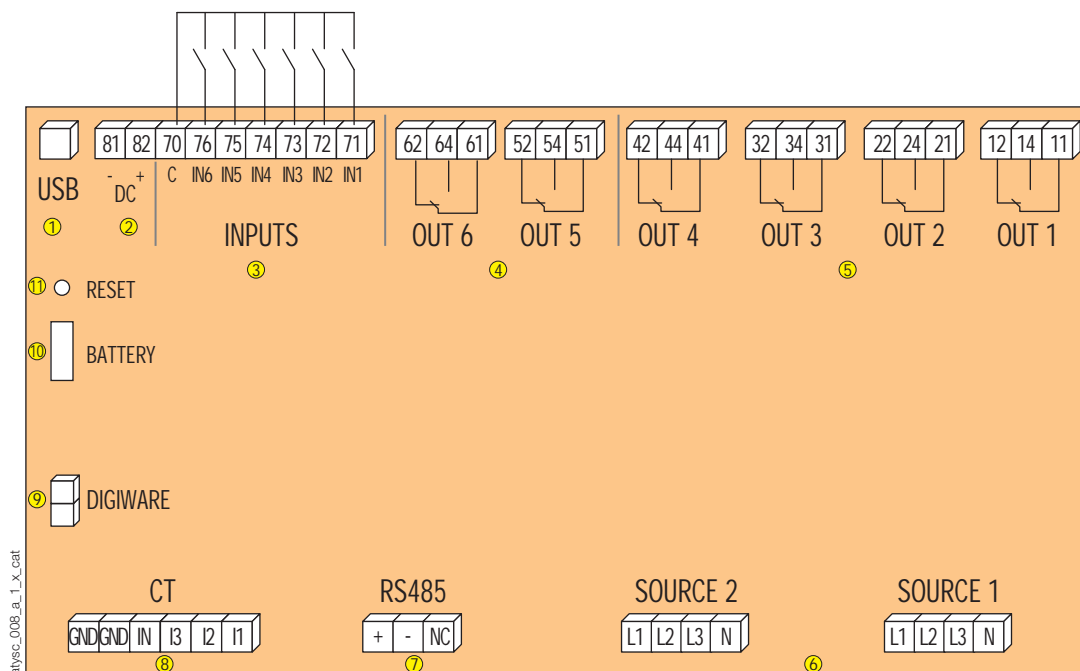 81 82 70 76 75 74 73 72 71
62 64 61
52 54 51
42 44 41
32 34 31
22 24 21
12 14 11
- +
DC
C IN6 IN5 IN4 IN3 IN2 IN1
USB
INPUTS
OUT 6
OUT 5
OUT 4
OUT 3
OUT 2
OUT 1
1
2
3
4
5
11
RESET
10
BATTERY
9
DIGIWARE
CT
RS485
SOURCE 2
SOURCE 1
GND GND IN I3 I2 I1
+ - NC
L1 L2 L3 N
L1 L2 L3 N
8
7
6
atysc_008_a_1_x_cat